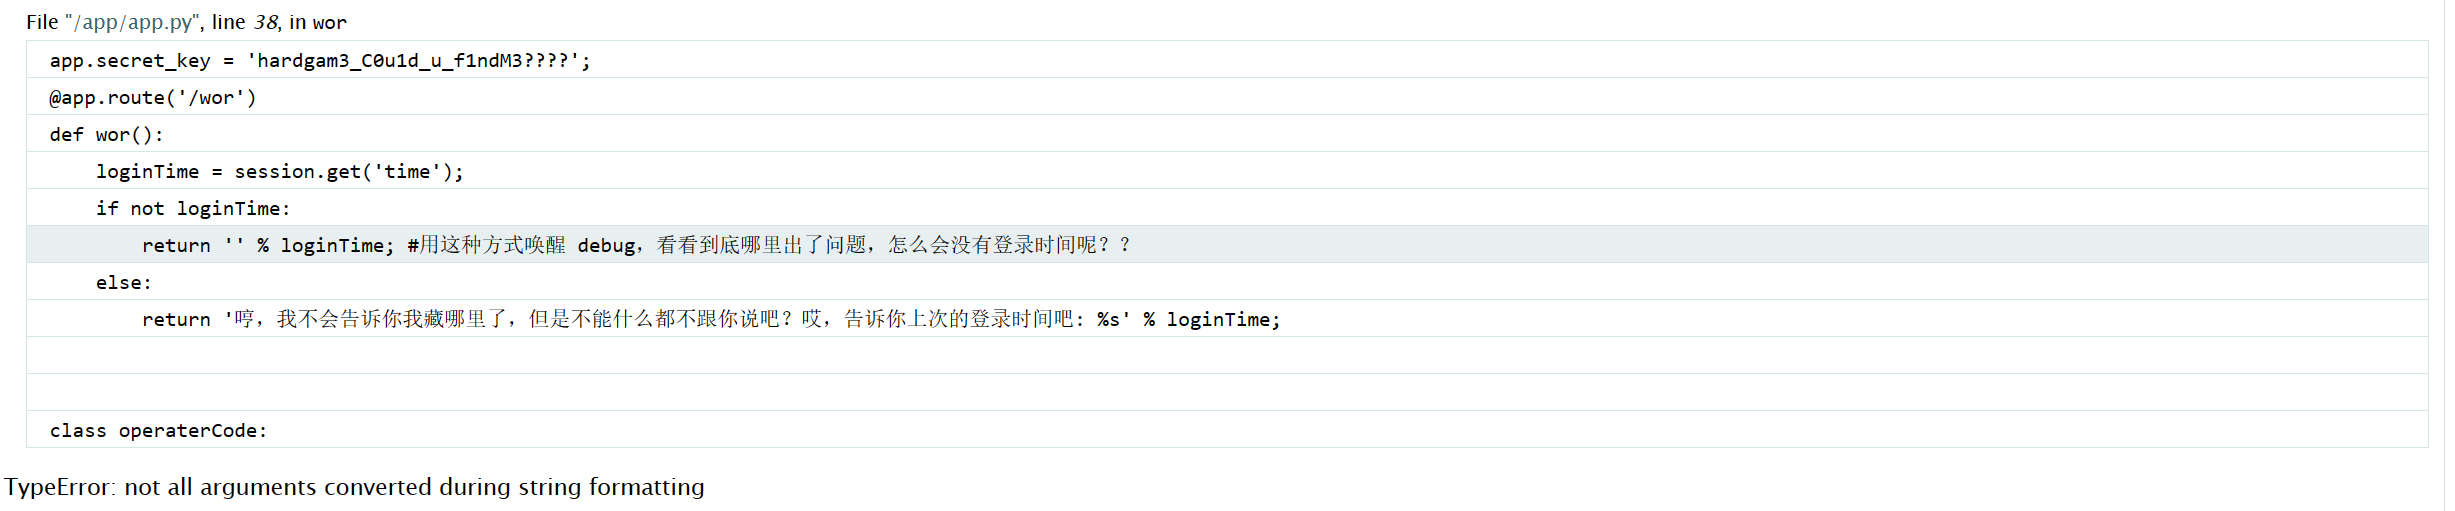 File "/app/app.py", line 38, in wor
app.secret_key = 'hardgam3_C0u1d_u_f1ndM3????';
@app.route('/wor')
def wor():
    loginTime = session.get('time');
    if not loginTime:
        return '' % loginTime; #用这种方式唤醒 debug，看看到底哪里出了问题，怎么会没有登录时间呢？？
    else:
        return '哼，我不会告诉你我藏哪里了，但是不能什么都不跟你说吧？哎，告诉你上次的登录时间吧: %s' % loginTime;
class operaterCode:
TypeError: not all arguments converted during string formatting